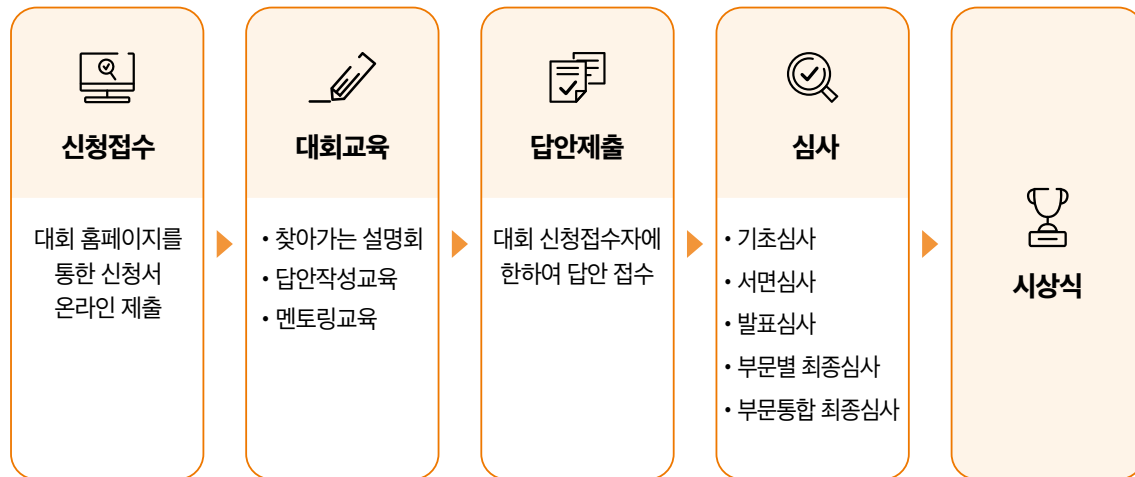 신청접수
대회 홈페이지를
통한 신청서
온라인 제출
대회교육
• 찾아가는 설명회
• 답안작성교육
• 멘토링교육
답안제출
대회 신청접수자에
한하여 답안 접수
심사
• 기초심사
• 서면심사
• 발표심사
• 부문별 최종심사
• 부문통합 최종심사
시상식